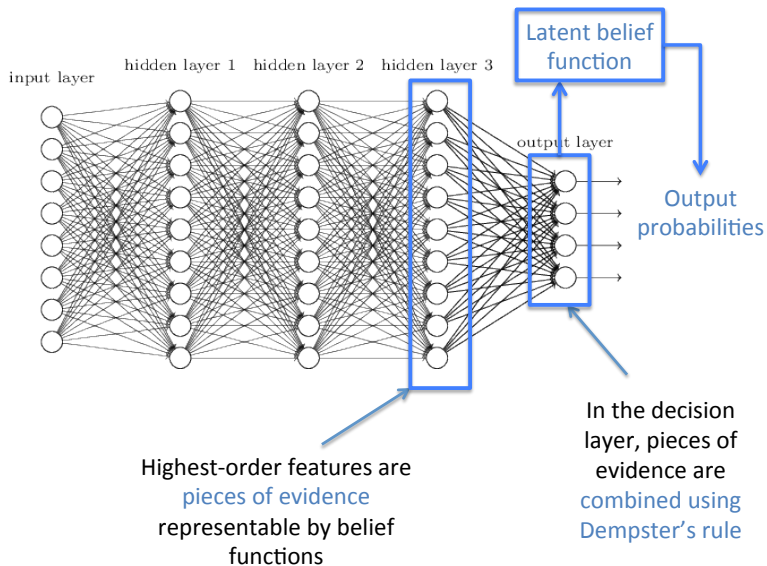 Latent belief
function
input layer
hidden layer 1
hidden layer 2
hidden layer 3
output layer
Output
probabilities
Highest-order features are
pieces of evidence
representable by belief
functions
In the decision
layer, pieces of
evidence are
combined using
Dempster’s rule